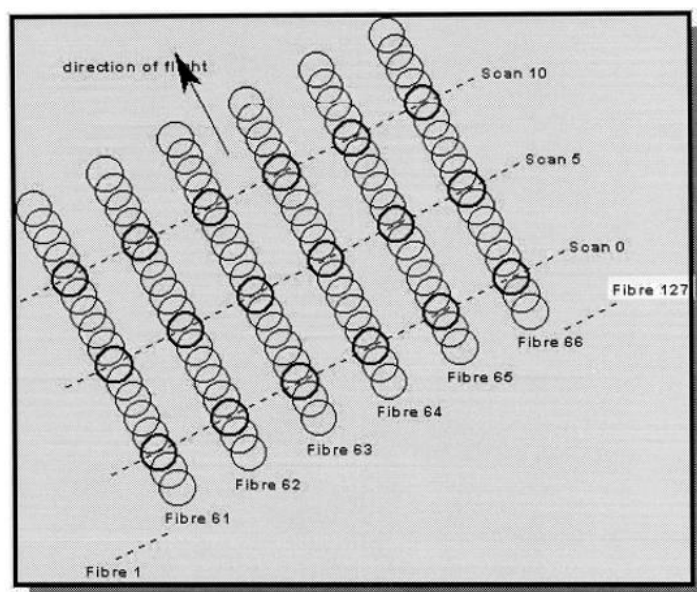 direction of flight
Scan 10
Scan 5
Scan 0
Fibre 127
Fibre 66
Fibre 65
Fibre 64
Fibre 63
Fibre 62
Fibre 61
Fibre 1